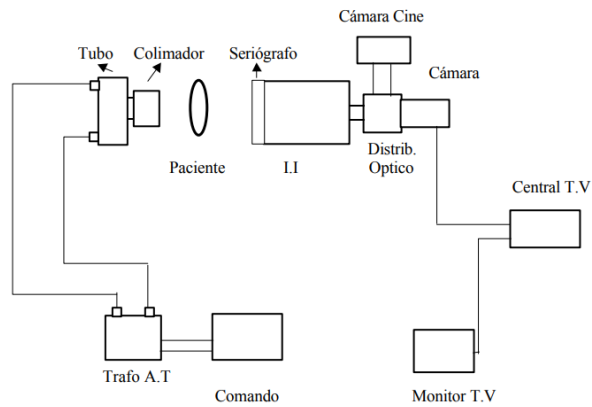 Cámara Cine
Tubo
Colimador
Seriógrafo
Cámara
Paciente
I.I
Distrib.
Optico
Central T.V
Trafo A.T
Comando
Monitor T.V